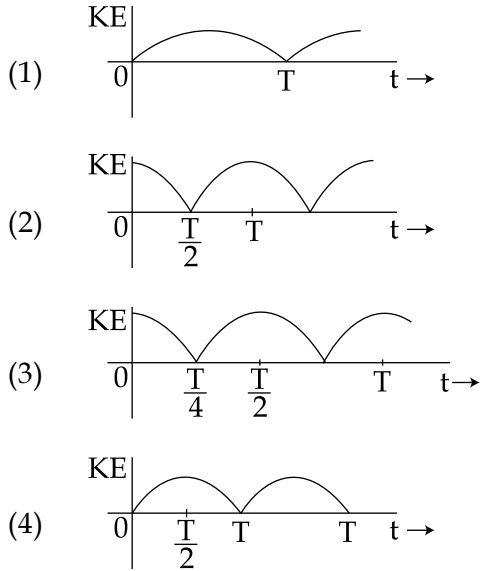 KE
(1)
0
T
t →
KE
(2)
0
T/2
T
t →
KE
(3)
0
T/4
T/2
T
t →
KE
(4)
0
T/2
T
T
t →